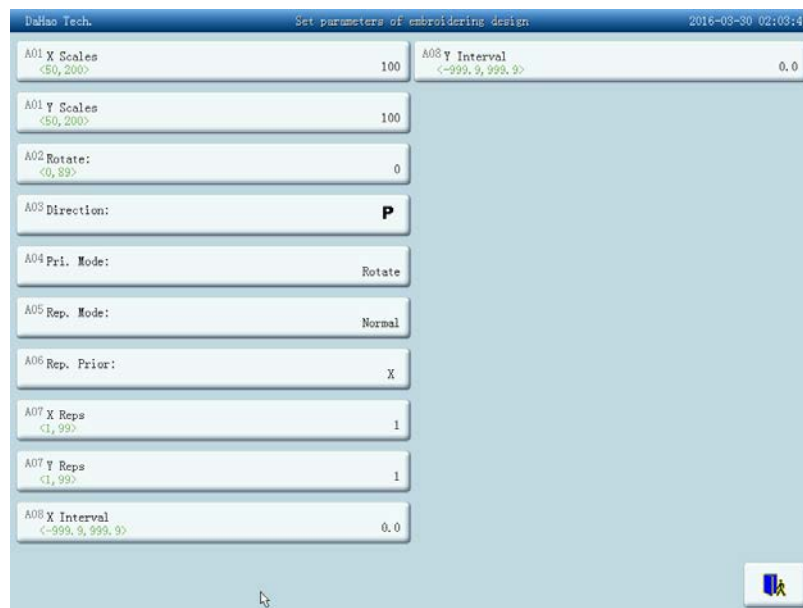 DaHao Tech. Set parameters of embroidering design 2016-03-30 02:03:4
A01 X Scales
<50, 200> 100
A01 Y Scales
<50, 200> 100
A02 Rotate:
<0, 89> 0
A03 Direction: P
A04 Pri. Mode: Rotate
A05 Rep. Mode: Normal
A06 Rep. Prior: X
A07 X Reps
<1, 99> 1
A07 Y Reps
<1, 99> 1
A08 X Interval
<-999.9, 999.9> 0.0
A08 Y Interval
<-999.9, 999.9> 0.0